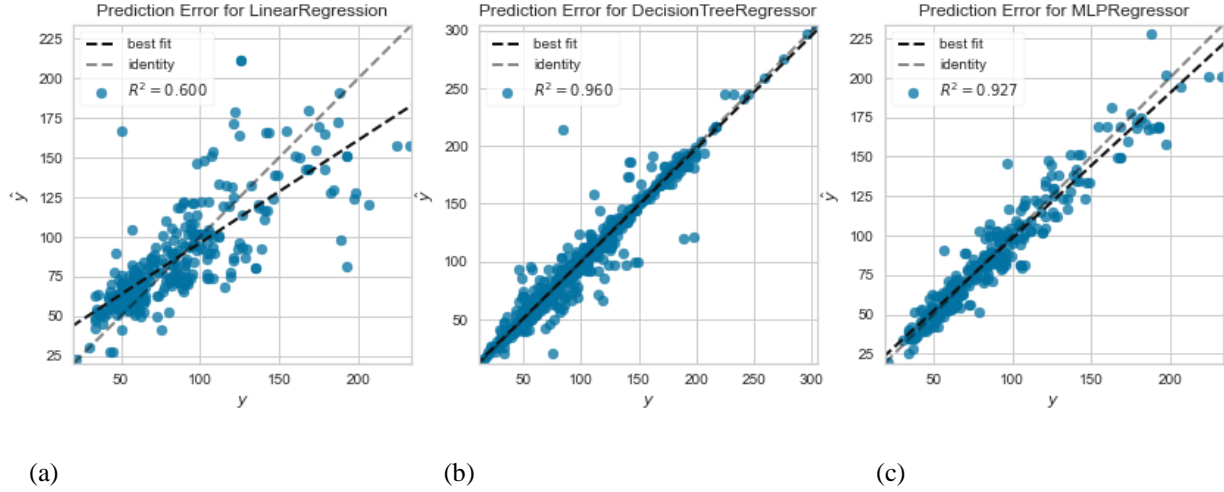 Prediction Error for LinearRegression
best fit
identity
R² = 0.600
225
200
175
150
125
100
75
50
25
ŷ
50
100
150
200
y
(a)
Prediction Error for DecisionTreeRegressor
best fit
identity
R² = 0.960
300
250
200
150
100
50
ŷ
50
100
150
200
250
300
y
(b)
Prediction Error for MLPRegressor
best fit
identity
R² = 0.927
225
200
175
150
125
100
75
50
25
ŷ
50
100
150
200
y
(c)